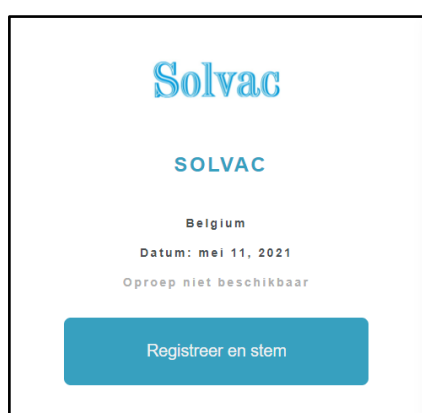 Solvac
SOLVAC
Belgium
Datum: mei 11, 2021
Oproep niet beschikbaar
Registreer en stem